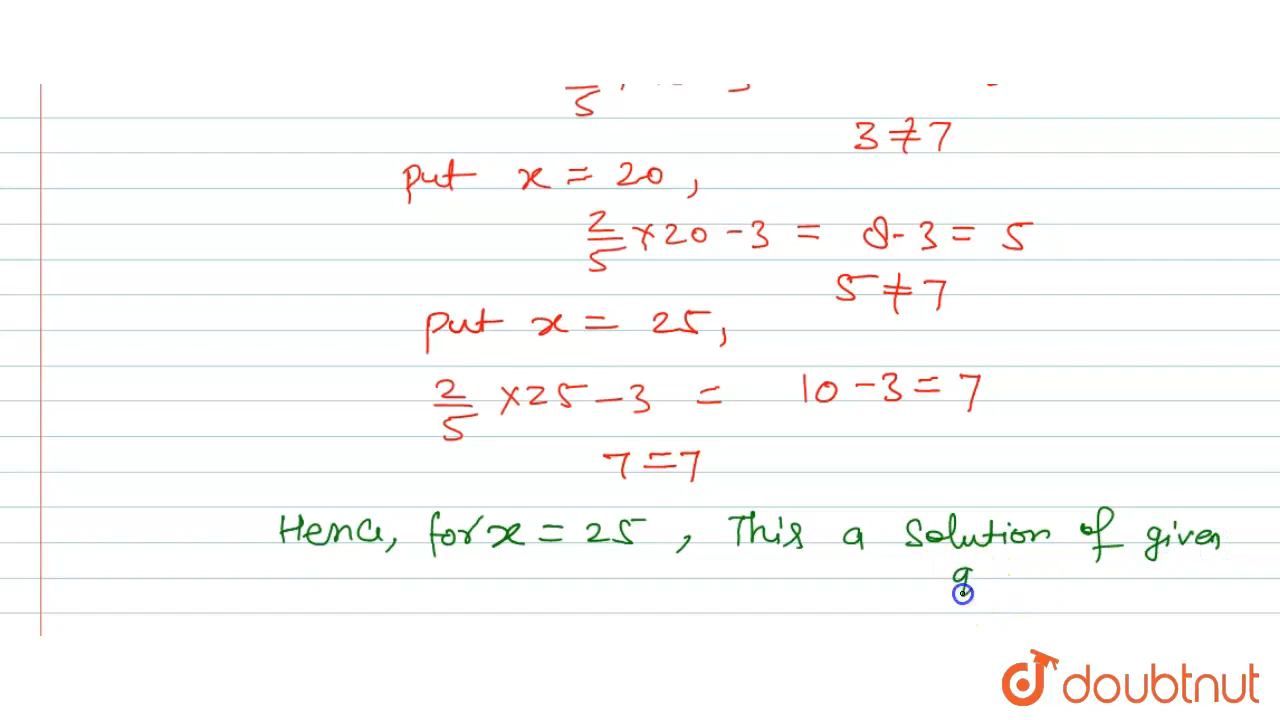 5
3 ≠ 7
put x = 20,
2/5 × 20 - 3 = 8 - 3 = 5
5 ≠ 7
put x = 25,
2/5 × 25 - 3 = 10 - 3 = 7
7 = 7
Hence, for x = 25, This a solution of given
q
doubtnut